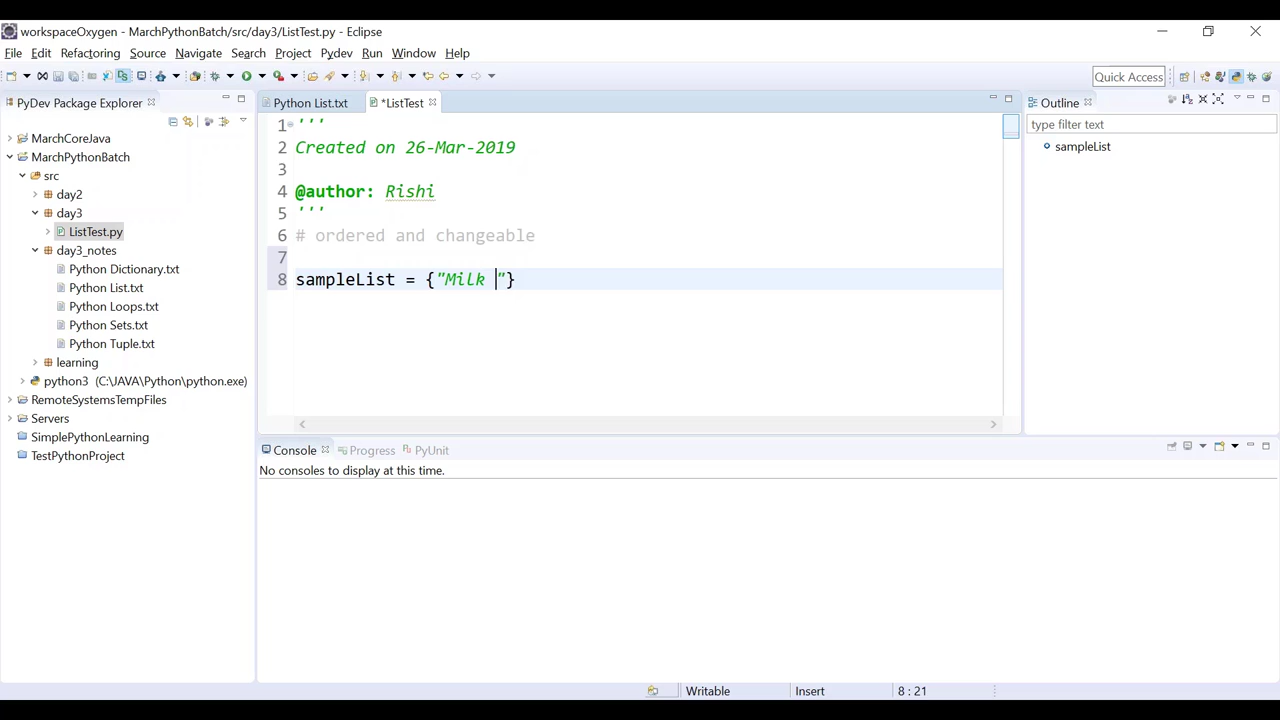 workspaceOxygen - MarchPythonBatch/src/day3/ListTest.py - Eclipse
File Edit Refactoring Source Navigate Search Project Pydev Run Window Help
Quick Access
PyDev Package Explorer
MarchCoreJava
MarchPythonBatch
src
day2
day3
ListTest.py
day3_notes
Python Dictionary.txt
Python List.txt
Python Loops.txt
Python Sets.txt
Python Tuple.txt
learning
python3 (C:\JAVA\Python\python.exe)
RemoteSystemsTempFiles
Servers
SimplePythonLearning
TestPythonProject
Python List.txt *ListTest
1 '''
2 Created on 26-Mar-2019
3
4 @author: Rishi
5 '''
6 # ordered and changeable
7
8 sampleList = {"Milk "}
Outline
type filter text
sampleList
Console Progress PyUnit
No consoles to display at this time.
Writable Insert 8 : 21